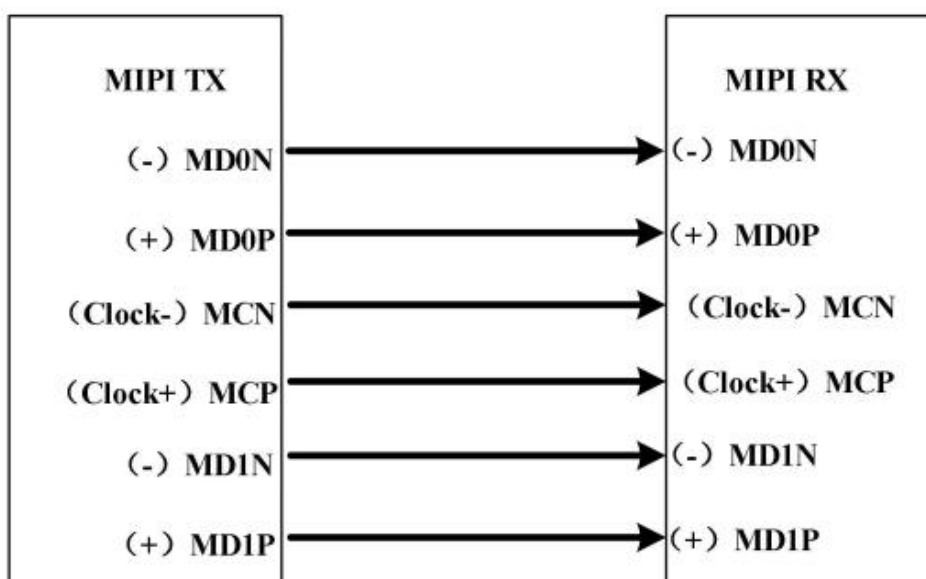 MIPI TX
(-) MD0N
(+) MD0P
(Clock-) MCN
(Clock+) MCP
(-) MD1N
(+) MD1P
MIPI RX
(-) MD0N
(+) MD0P
(Clock-) MCN
(Clock+) MCP
(-) MD1N
(+) MD1P